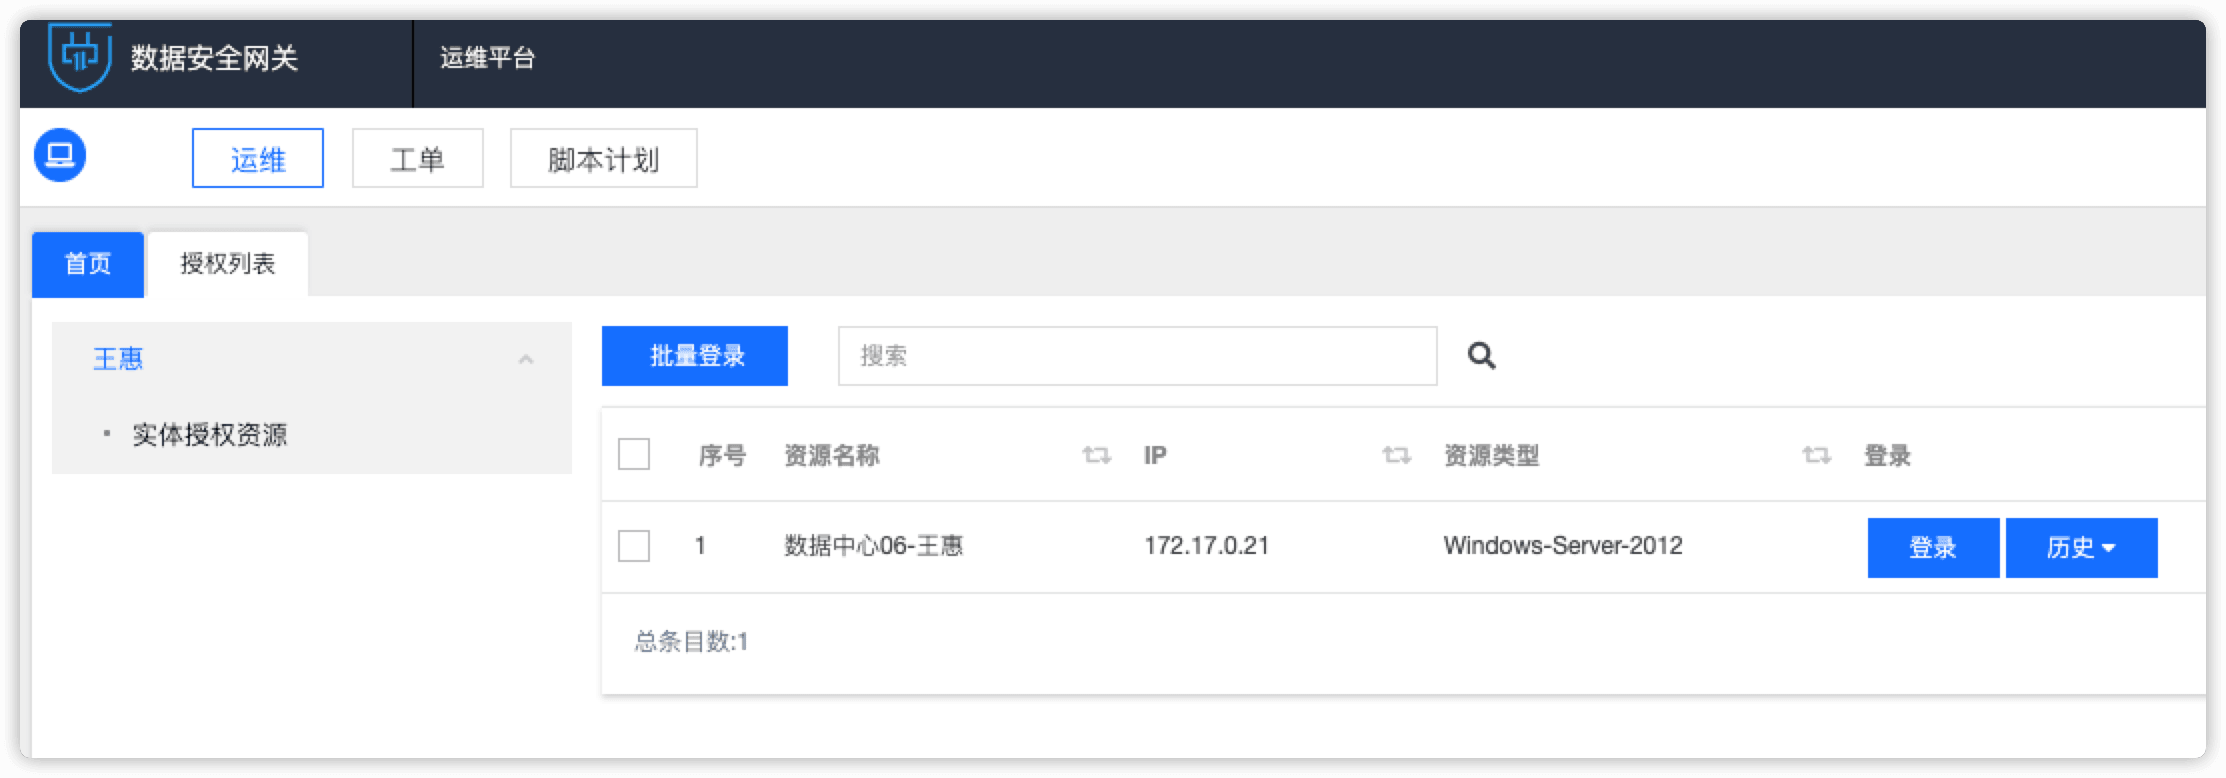 数据安全网关 运维平台
运维 工单 脚本计划
首页 授权列表
王惠
实体授权资源
批量登录 搜索
序号 资源名称 IP 资源类型 登录
1 数据中心06-王惠 172.17.0.21 Windows-Server-2012 登录 历史
总条目数:1